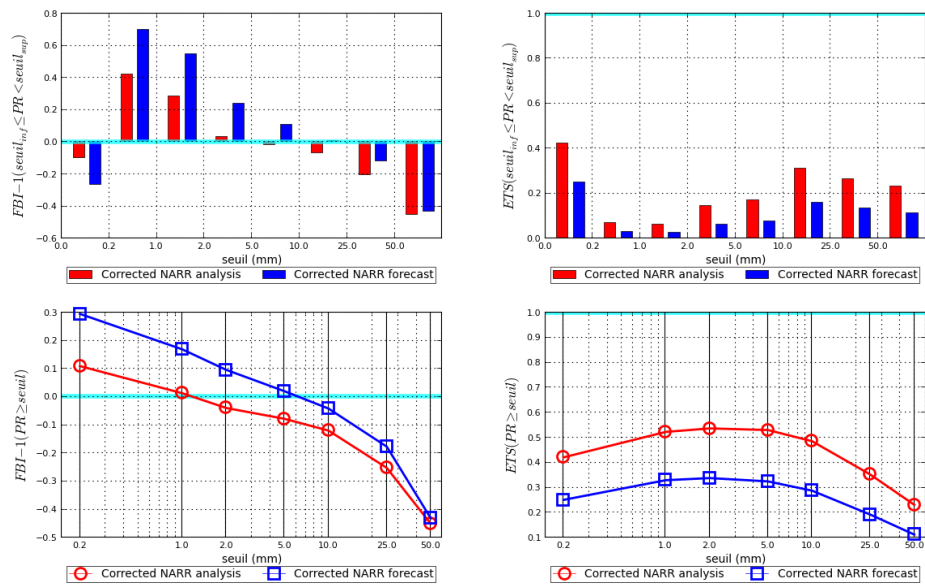 FBI−1(seuil_inf ≤ PR < seuil_sup)
0.8
0.6
0.4
0.2
0.0
−0.2
−0.4
−0.6
0.0 0.2 1.0 2.0 5.0 10.0 25.0 50.0
seuil (mm)
Corrected NARR analysis Corrected NARR forecast
ETS(seuil_inf ≤ PR < seuil_sup)
1.0
0.8
0.6
0.4
0.2
0.0
0.0 0.2 1.0 2.0 5.0 10.0 25.0 50.0
seuil (mm)
Corrected NARR analysis Corrected NARR forecast
FBI−1(PR ≥ seuil)
0.3
0.2
0.1
0.0
−0.1
−0.2
−0.3
−0.4
−0.5
0.2 1.0 2.0 5.0 10.0 25.0 50.0
seuil (mm)
Corrected NARR analysis Corrected NARR forecast
ETS(PR ≥ seuil)
1.0
0.9
0.8
0.7
0.6
0.5
0.4
0.3
0.2
0.1
0.2 1.0 2.0 5.0 10.0 25.0 50.0
seuil (mm)
Corrected NARR analysis Corrected NARR forecast